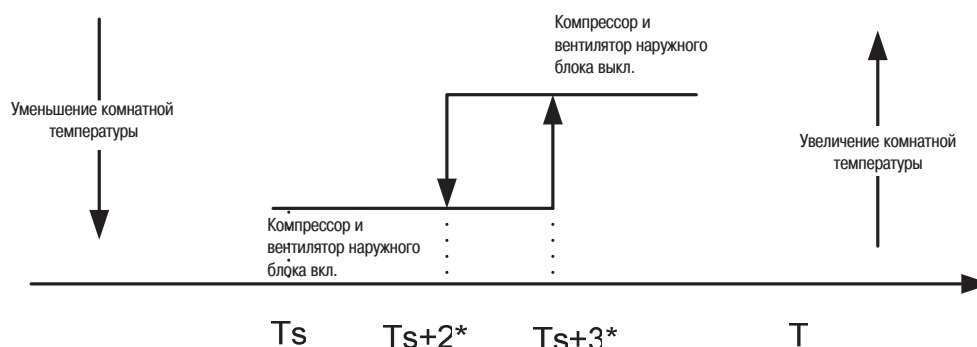 Компрессор и
вентилятор наружного
блока выкл.
Уменьшение комнатной
температуры
Увеличение комнатной
температуры
Компрессор и
вентилятор наружного
блока вкл.
Ts
Ts+2*
Ts+3*
T